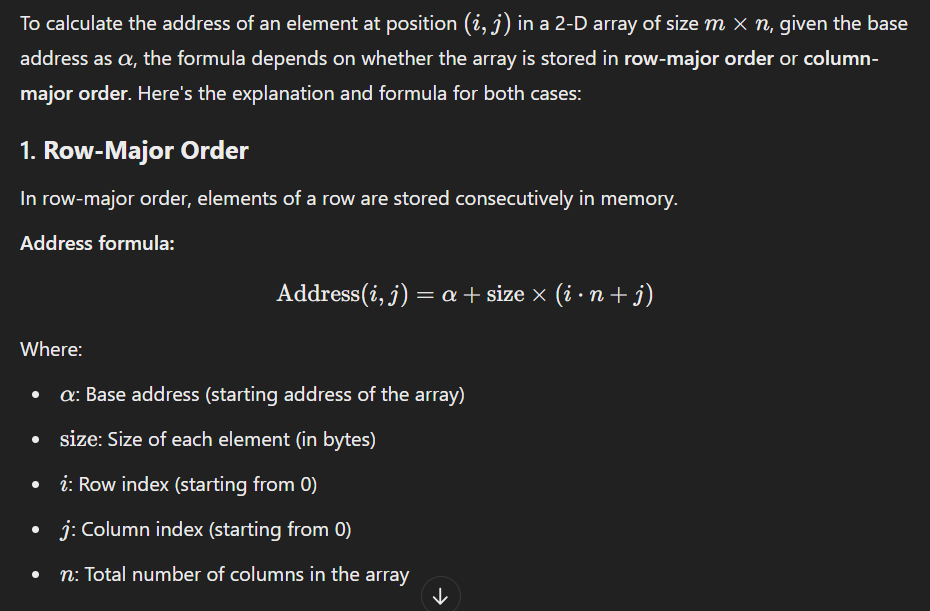 To calculate the address of an element at position (i, j) in a 2-D array of size m × n, given the base
address as α, the formula depends on whether the array is stored in row-major order or column-
major order. Here's the explanation and formula for both cases:
1. Row-Major Order
In row-major order, elements of a row are stored consecutively in memory.
Address formula:
Address(i, j) = α + size × (i · n + j)
Where:
• α: Base address (starting address of the array)
• size: Size of each element (in bytes)
• i: Row index (starting from 0)
• j: Column index (starting from 0)
• n: Total number of columns in the array